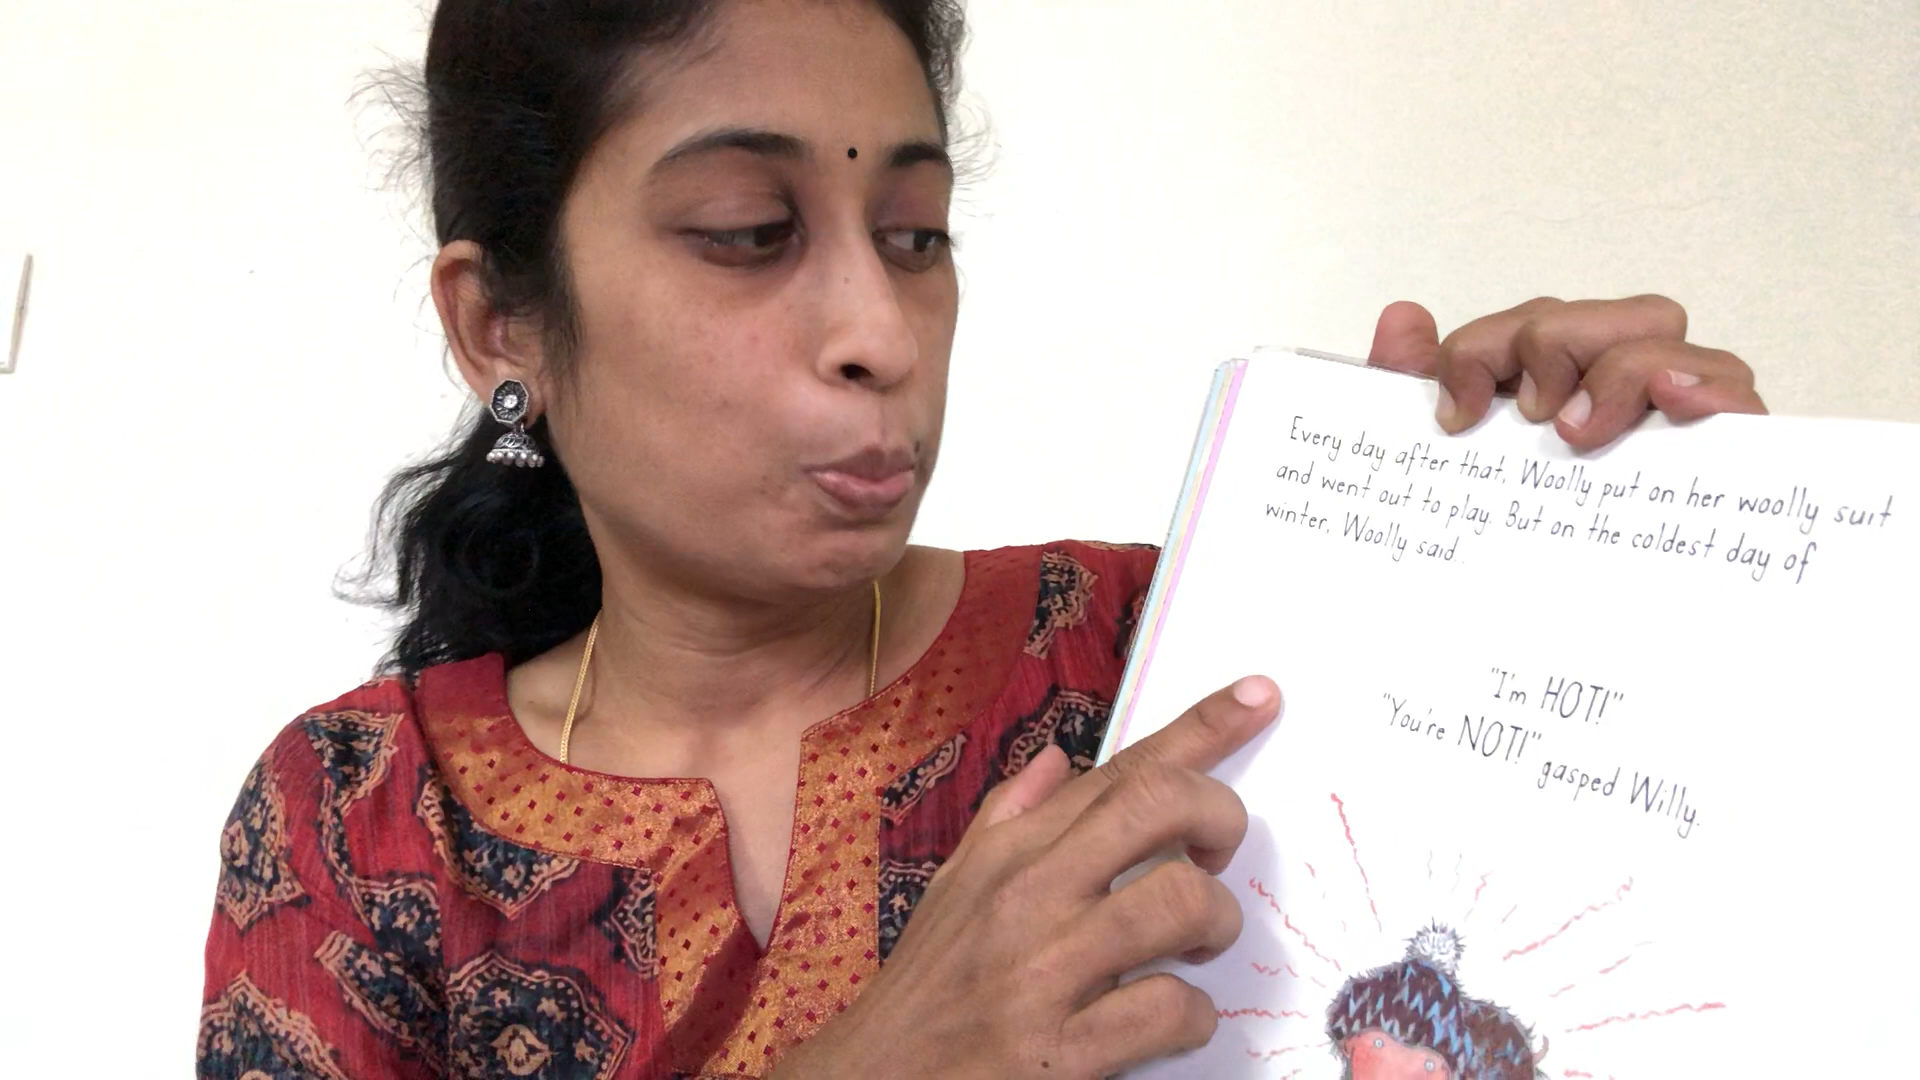 Every day after that, Woolly put on her woolly suit
and went out to play. But on the coldest day of
winter, Woolly said...
"I'm HOT!"
"You're NOT!" gasped Willy.